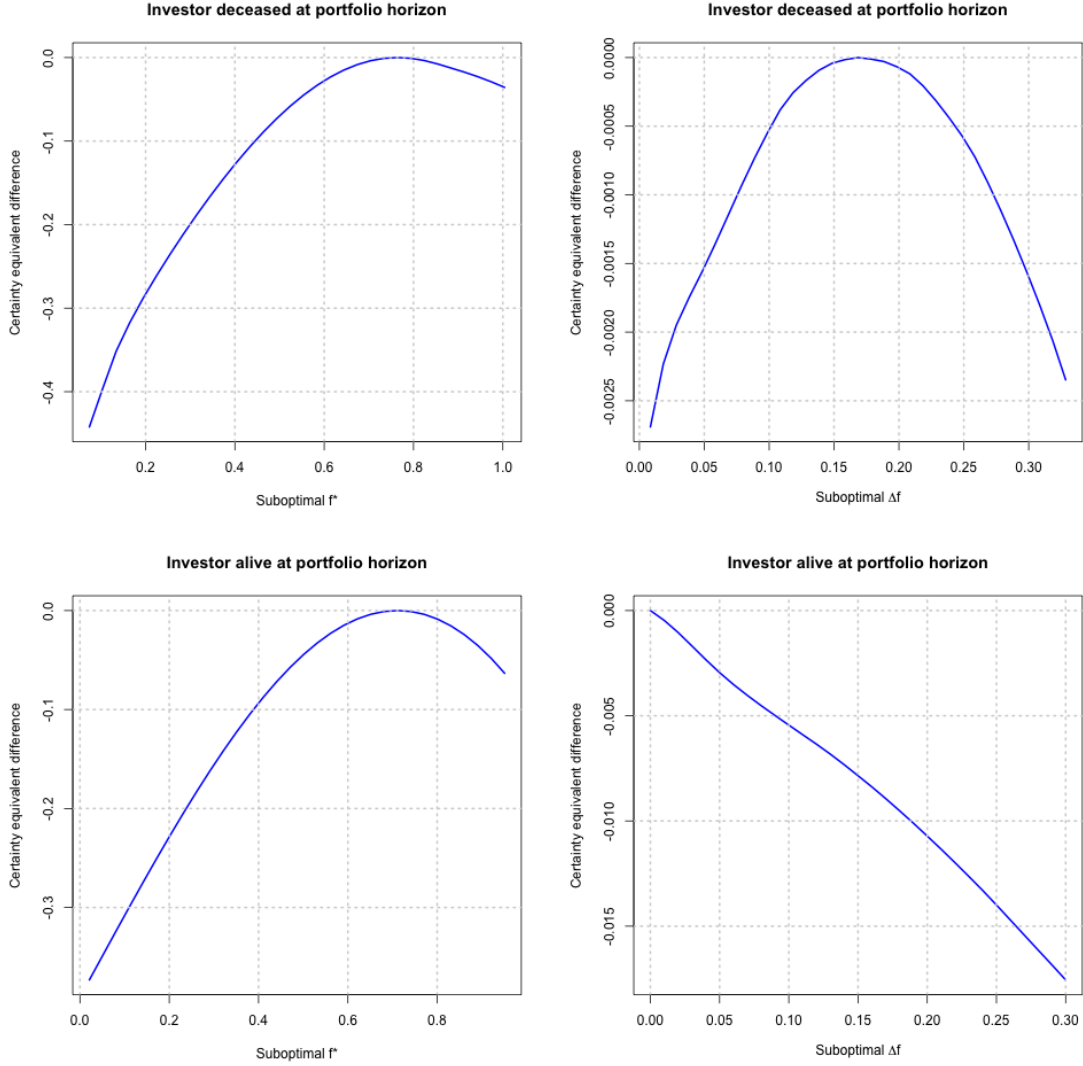 Investor deceased at portfolio horizon
Certainty equivalent difference
0.0
-0.1
-0.2
-0.3
-0.4
0.2 0.4 0.6 0.8 1.0
Suboptimal f*
Investor deceased at portfolio horizon
Certainty equivalent difference
0.0000
-0.0005
-0.0010
-0.0015
-0.0020
-0.0025
0.00 0.05 0.10 0.15 0.20 0.25 0.30
Suboptimal Δf
Investor alive at portfolio horizon
Certainty equivalent difference
0.0
-0.1
-0.2
-0.3
0.0 0.2 0.4 0.6 0.8
Suboptimal f*
Investor alive at portfolio horizon
Certainty equivalent difference
0.000
-0.005
-0.010
-0.015
0.00 0.05 0.10 0.15 0.20 0.25 0.30
Suboptimal Δf